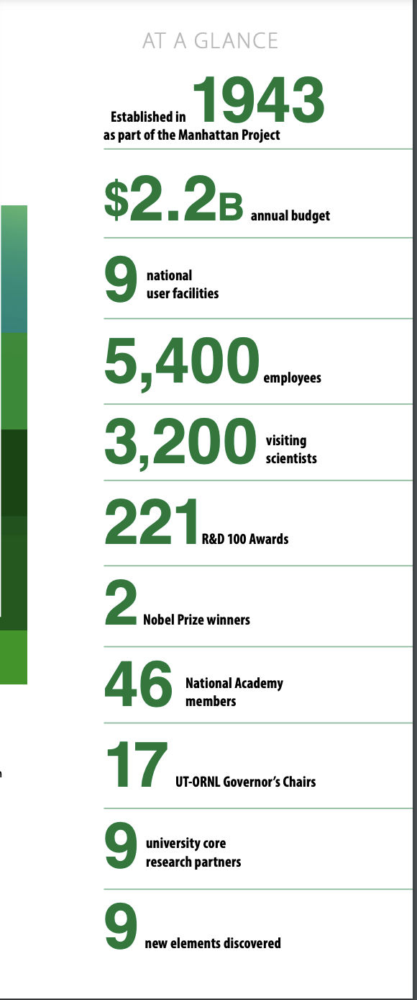 AT A GLANCE
Established in 1943
as part of the Manhattan Project
$2.2B annual budget
9 national
user facilities
5,400 employees
3,200 visiting
scientists
221 R&D 100 Awards
2 Nobel Prize winners
46 National Academy
members
17 UT-ORNL Governor’s Chairs
9 university core
research partners
9 new elements discovered